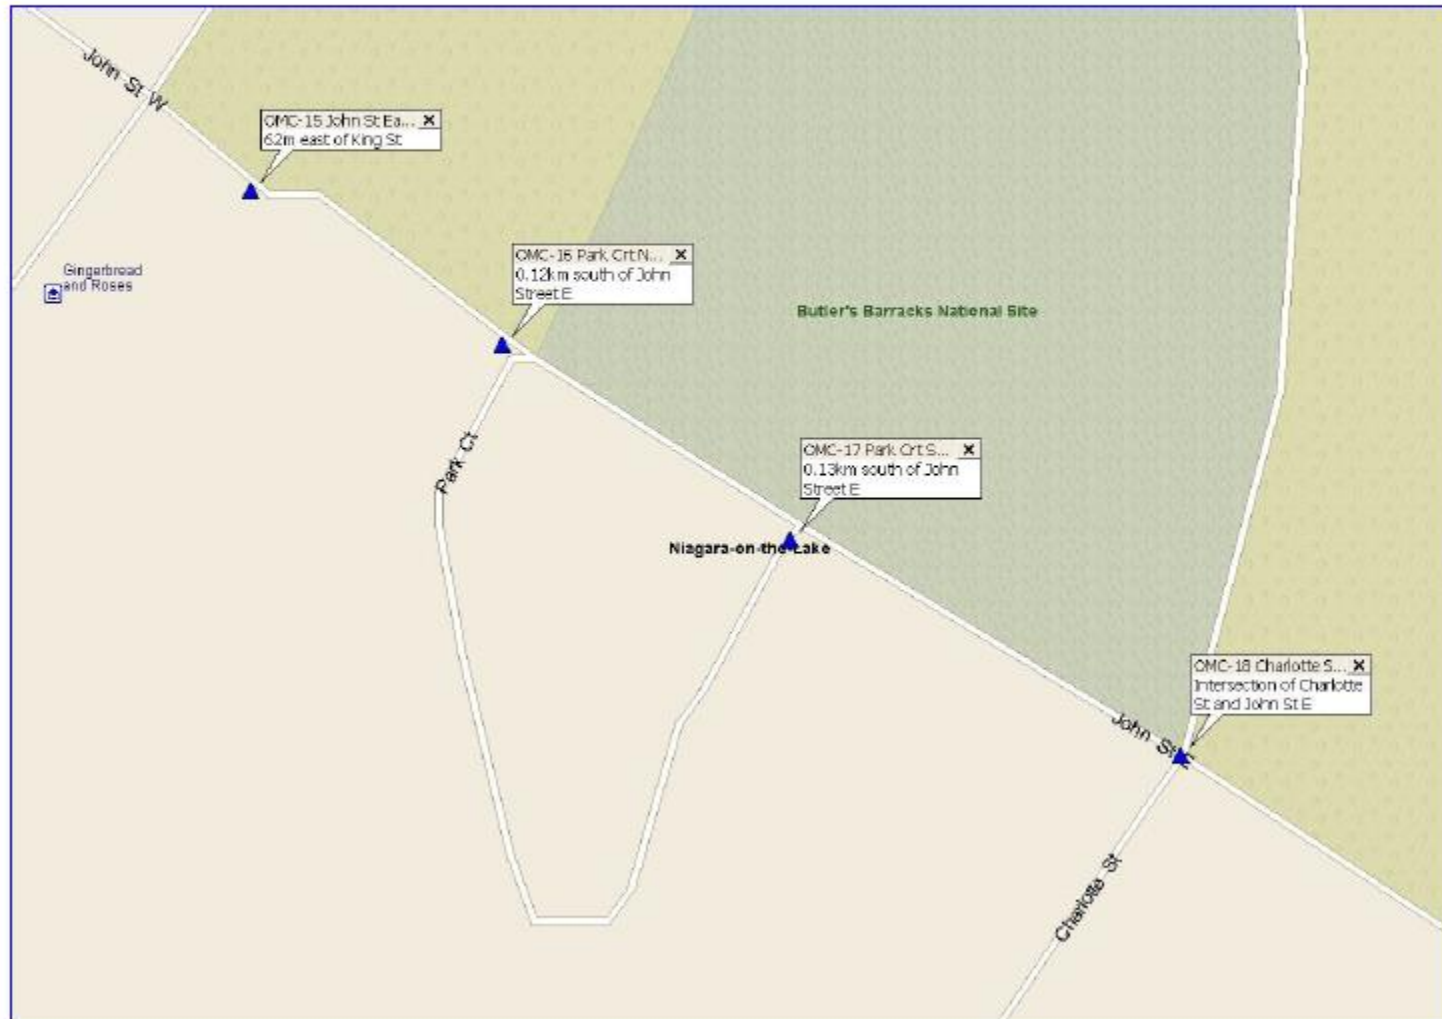 John St W
OMC-15 John St Ea...
62m east of King St
OMC-16 Park Crt N...
0.12km south of John
Street E
Gingerbread
and Roses
Butler's Barracks National Site
Park Ct
OMC-17 Park Crt S...
0.13km south of John
Street E
Niagara-on-the-Lake
OMC-18 Charlotte S...
Intersection of Charlotte
St and John St E
John St E
Charlotte St